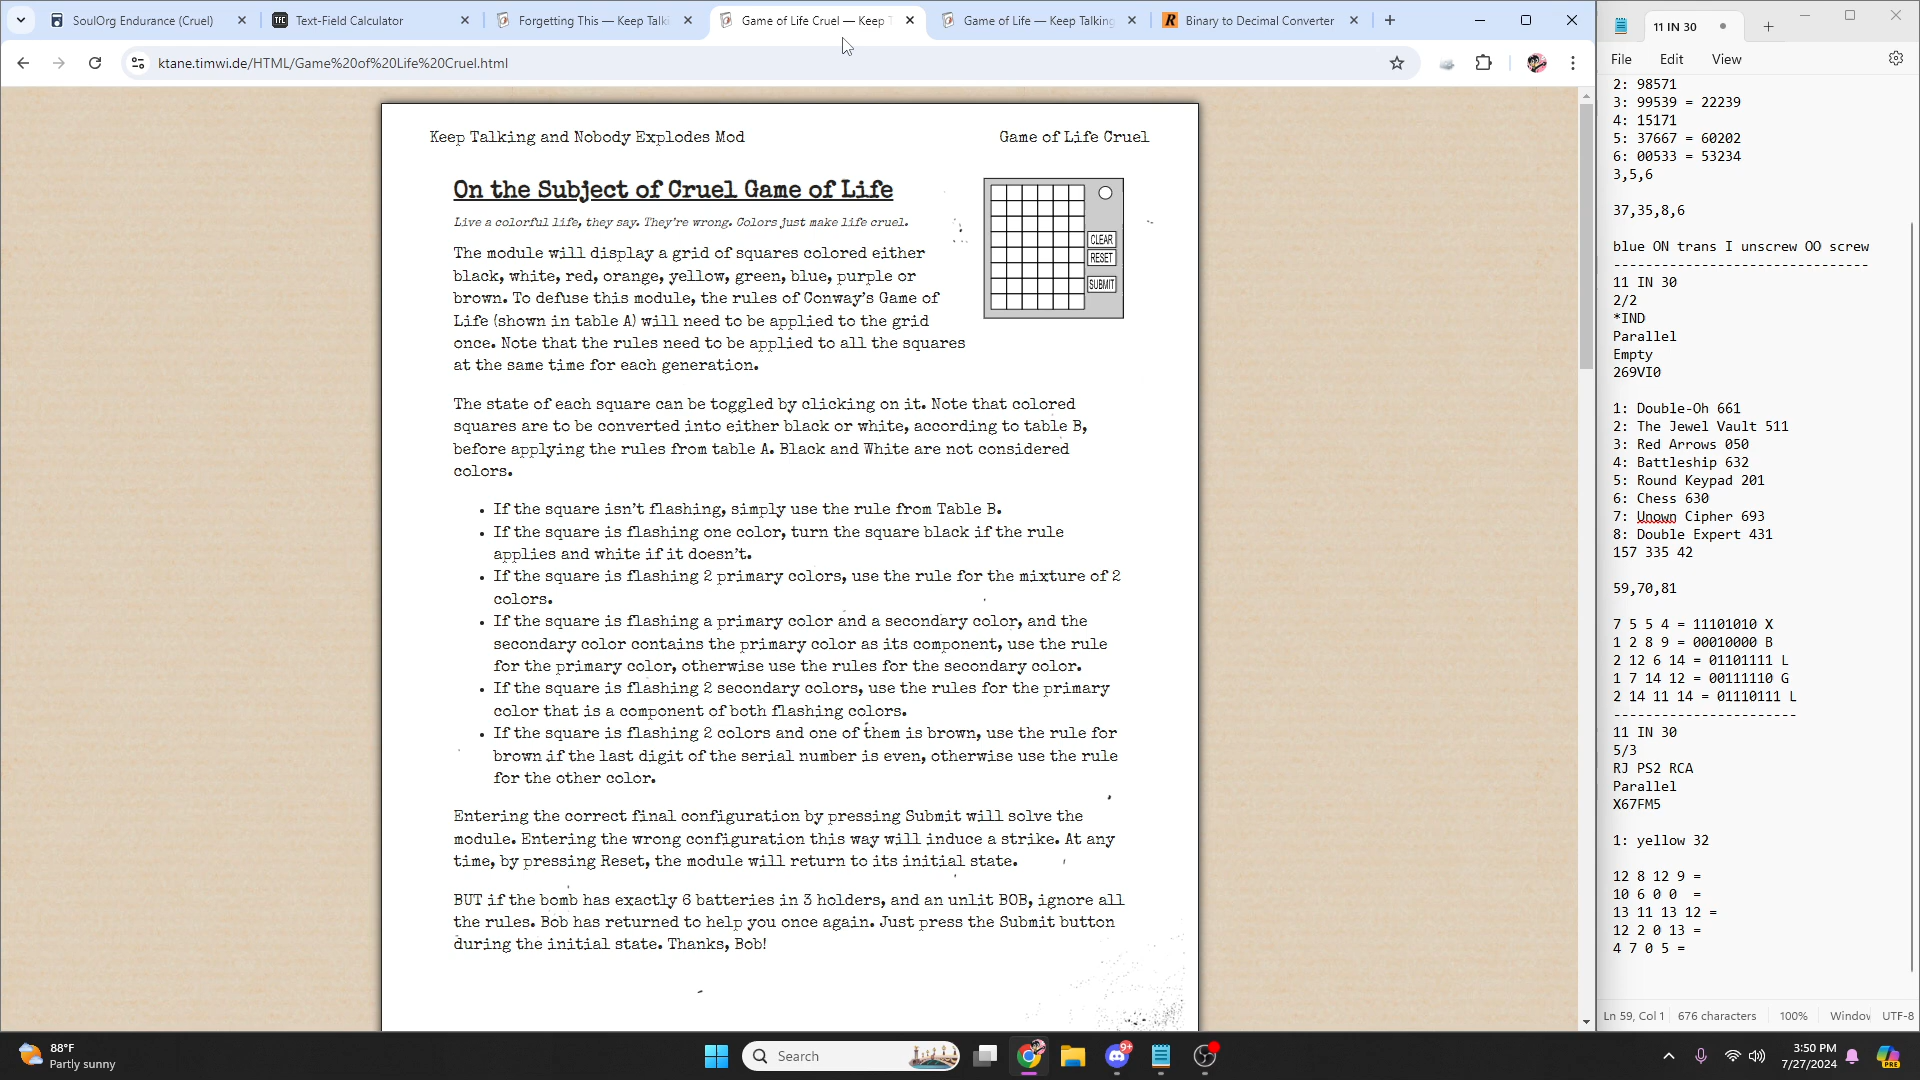 SoulOrg Endurance (Cruel)
Text-Field Calculator
Forgetting This — Keep Talki
Game of Life Cruel — Keep T
Game of Life — Keep Talking
Binary to Decimal Converter
ktane.timwi.de/HTML/Game%20of%20Life%20Cruel.html
Keep Talking and Nobody Explodes Mod
Game of Life Cruel
On the Subject of Cruel Game of Life
Live a colorful life, they say. They're wrong. Colors just make life cruel.
The module will display a grid of squares colored either
black, white, red, orange, yellow, green, blue, purple or
brown. To defuse this module, the rules of Conway's Game of
Life (shown in table A) will need to be applied to the grid
once. Note that the rules need to be applied to all the squares
at the same time for each generation.
CLEAR
RESET
SUBMIT
The state of each square can be toggled by clicking on it. Note that colored
squares are to be converted into either black or white, according to table B,
before applying the rules from table A. Black and White are not considered
colors.
• If the square isn't flashing, simply use the rule from Table B.
• If the square is flashing one color, turn the square black if the rule
applies and white if it doesn't.
• If the square is flashing 2 primary colors, use the rule for the mixture of 2
colors.
• If the square is flashing a primary color and a secondary color, and the
secondary color contains the primary color as its component, use the rule
for the primary color, otherwise use the rules for the secondary color.
• If the square is flashing 2 secondary colors, use the rules for the primary
color that is a component of both flashing colors.
• If the square is flashing 2 colors and one of them is brown, use the rule for
brown if the last digit of the serial number is even, otherwise use the rule
for the other color.
Entering the correct final configuration by pressing Submit will solve the
module. Entering the wrong configuration this way will induce a strike. At any
time, by pressing Reset, the module will return to its initial state.
BUT if the bomb has exactly 6 batteries in 3 holders, and an unlit BOB, ignore all
the rules. Bob has returned to help you once again. Just press the Submit button
during the initial state. Thanks, Bob!
11 IN 30
File Edit View
2: 98571
3: 99539 = 22239
4: 15171
5: 37667 = 60202
6: 00533 = 53234
3,5,6
37,35,8,6
blue ON trans I unscrew OO screw
--------------------------------
11 IN 30
2/2
*IND
Parallel
Empty
269VI0
1: Double-Oh 661
2: The Jewel Vault 511
3: Red Arrows 050
4: Battleship 632
5: Round Keypad 201
6: Chess 630
7: Unown Cipher 693
8: Double Expert 431
157 335 42
59,70,81
7 5 5 4 = 11101010 X
1 2 8 9 = 00010000 B
2 12 6 14 = 01101111 L
1 7 14 12 = 00111110 G
2 14 11 14 = 01110111 L
-----------------------
11 IN 30
5/3
RJ PS2 RCA
Parallel
X67FM5
1: yellow 32
12 8 12 9 =
10 6 0 0  =
13 11 13 12 =
12 2 0 13 =
4 7 0 5 =
Ln 59, Col 1 676 characters 100% Windov UTF-8
88°F
Partly sunny
Search
9+
3:50 PM
7/27/2024
PRE